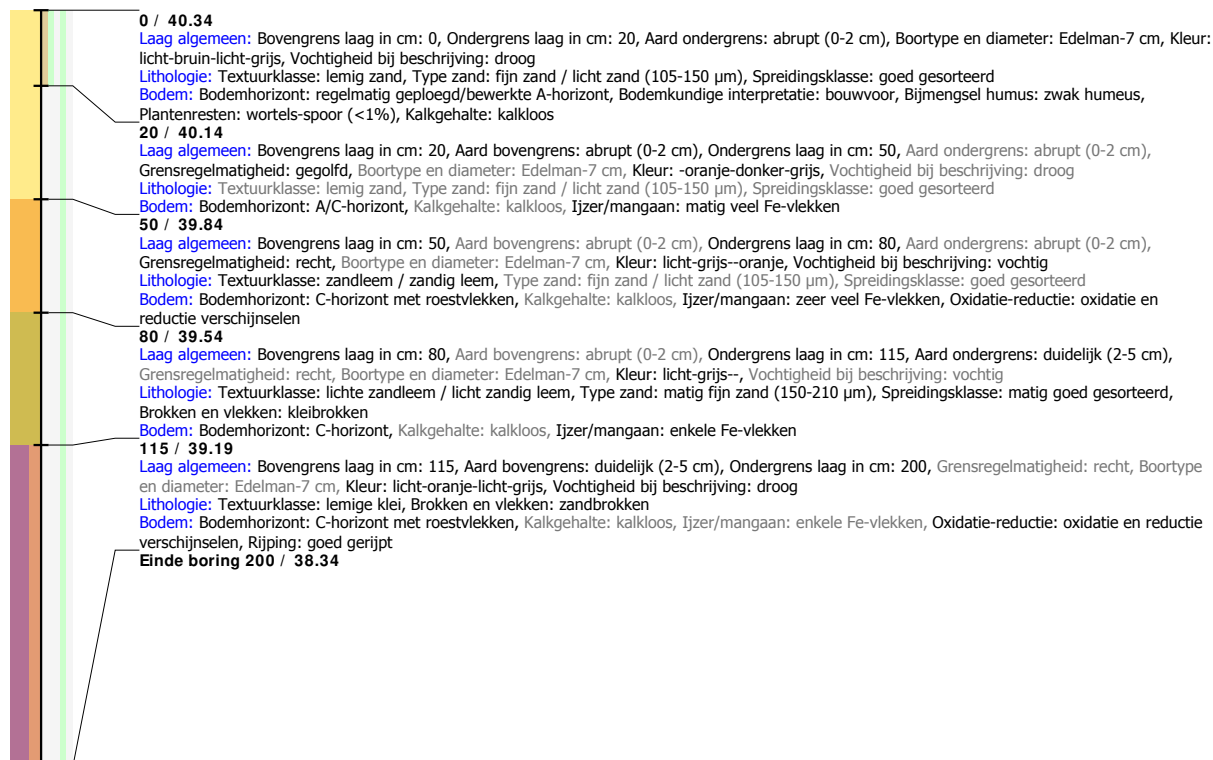 0 / 40.34
Laag algemeen: Bovengrens laag in cm: 0, Ondergrens laag in cm: 20, Aard ondergrens: abrupt (0-2 cm), Boortype en diameter: Edelman-7 cm, Kleur:
licht-bruin-licht-grijs, Vochtigheid bij beschrijving: droog
Lithologie: Textuurklasse: lemig zand, Type zand: fijn zand / licht zand (105-150 µm), Spreidingsklasse: goed gesorteerd
Bodem: Bodemhorizont: regelmatig geploegd/bewerkte A-horizont, Bodemkundige interpretatie: bouwvoor, Bijmengsel humus: zwak humeus,
Plantenresten: wortels-spoor (<1%), Kalkgehalte: kalkloos
20 / 40.14
Laag algemeen: Bovengrens laag in cm: 20, Aard bovengrens: abrupt (0-2 cm), Ondergrens laag in cm: 50, Aard ondergrens: abrupt (0-2 cm),
Grensregelmatigheid: gegolfd, Boortype en diameter: Edelman-7 cm, Kleur: -oranje-donker-grijs, Vochtigheid bij beschrijving: droog
Lithologie: Textuurklasse: lemig zand, Type zand: fijn zand / licht zand (105-150 µm), Spreidingsklasse: goed gesorteerd
Bodem: Bodemhorizont: A/C-horizont, Kalkgehalte: kalkloos, Ijzer/mangaan: matig veel Fe-vlekken
50 / 39.84
Laag algemeen: Bovengrens laag in cm: 50, Aard bovengrens: abrupt (0-2 cm), Ondergrens laag in cm: 80, Aard ondergrens: abrupt (0-2 cm),
Grensregelmatigheid: recht, Boortype en diameter: Edelman-7 cm, Kleur: licht-grijs--oranje, Vochtigheid bij beschrijving: vochtig
Lithologie: Textuurklasse: zandleem / zandig leem, Type zand: fijn zand / licht zand (105-150 µm), Spreidingsklasse: goed gesorteerd
Bodem: Bodemhorizont: C-horizont met roestvlekken, Kalkgehalte: kalkloos, Ijzer/mangaan: zeer veel Fe-vlekken, Oxidatie-reductie: oxidatie en
reductie verschijnselen
80 / 39.54
Laag algemeen: Bovengrens laag in cm: 80, Aard bovengrens: abrupt (0-2 cm), Ondergrens laag in cm: 115, Aard ondergrens: duidelijk (2-5 cm),
Grensregelmatigheid: recht, Boortype en diameter: Edelman-7 cm, Kleur: licht-grijs--, Vochtigheid bij beschrijving: vochtig
Lithologie: Textuurklasse: lichte zandleem / licht zandig leem, Type zand: matig fijn zand (150-210 µm), Spreidingsklasse: matig goed gesorteerd,
Brokken en vlekken: kleibrokken
Bodem: Bodemhorizont: C-horizont, Kalkgehalte: kalkloos, Ijzer/mangaan: enkele Fe-vlekken
115 / 39.19
Laag algemeen: Bovengrens laag in cm: 115, Aard bovengrens: duidelijk (2-5 cm), Ondergrens laag in cm: 200, Grensregelmatigheid: recht, Boortype
en diameter: Edelman-7 cm, Kleur: licht-oranje-licht-grijs, Vochtigheid bij beschrijving: droog
Lithologie: Textuurklasse: lemige klei, Brokken en vlekken: zandbrokken
Bodem: Bodemhorizont: C-horizont met roestvlekken, Kalkgehalte: kalkloos, Ijzer/mangaan: enkele Fe-vlekken, Oxidatie-reductie: oxidatie en reductie
verschijnselen, Rijping: goed gerijpt
Einde boring 200 / 38.34